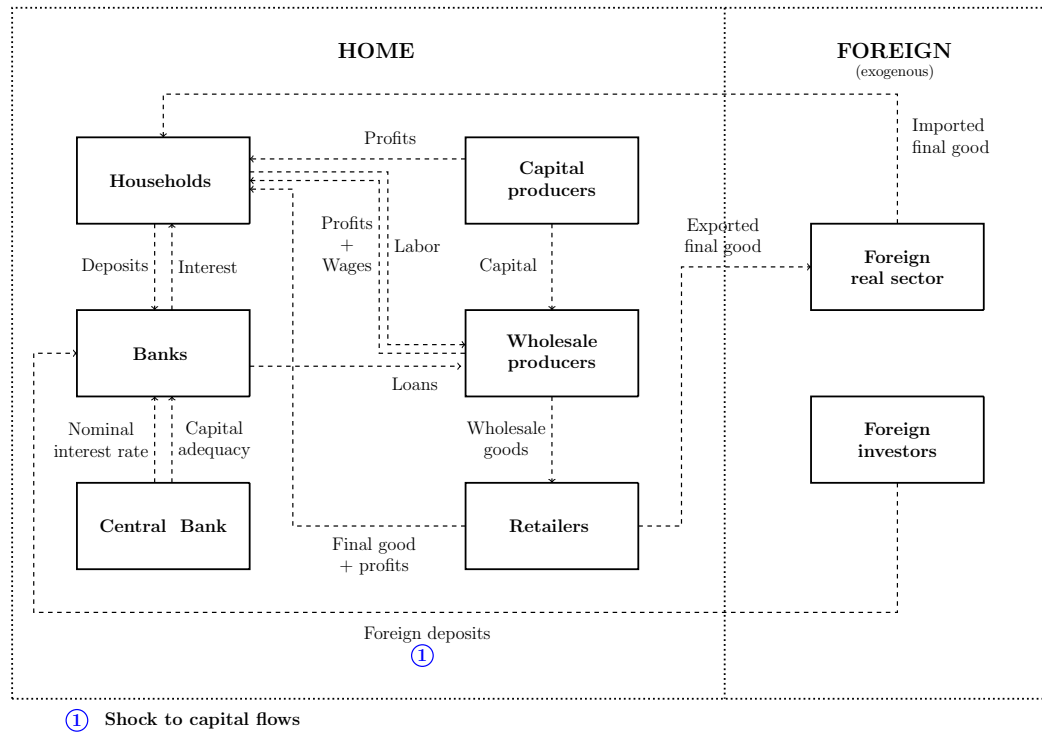 HOME
FOREIGN
(exogenous)
Imported
final good
Profits
Households
Capital
producers
Profits
+
Wages
Labor
Exported
final good
Deposits
Interest
Capital
Foreign
real sector
Banks
Wholesale
producers
Loans
Nominal
interest rate
Capital
adequacy
Wholesale
goods
Foreign
investors
Central Bank
Retailers
Final good
+ profits
Foreign deposits
1
1 Shock to capital flows